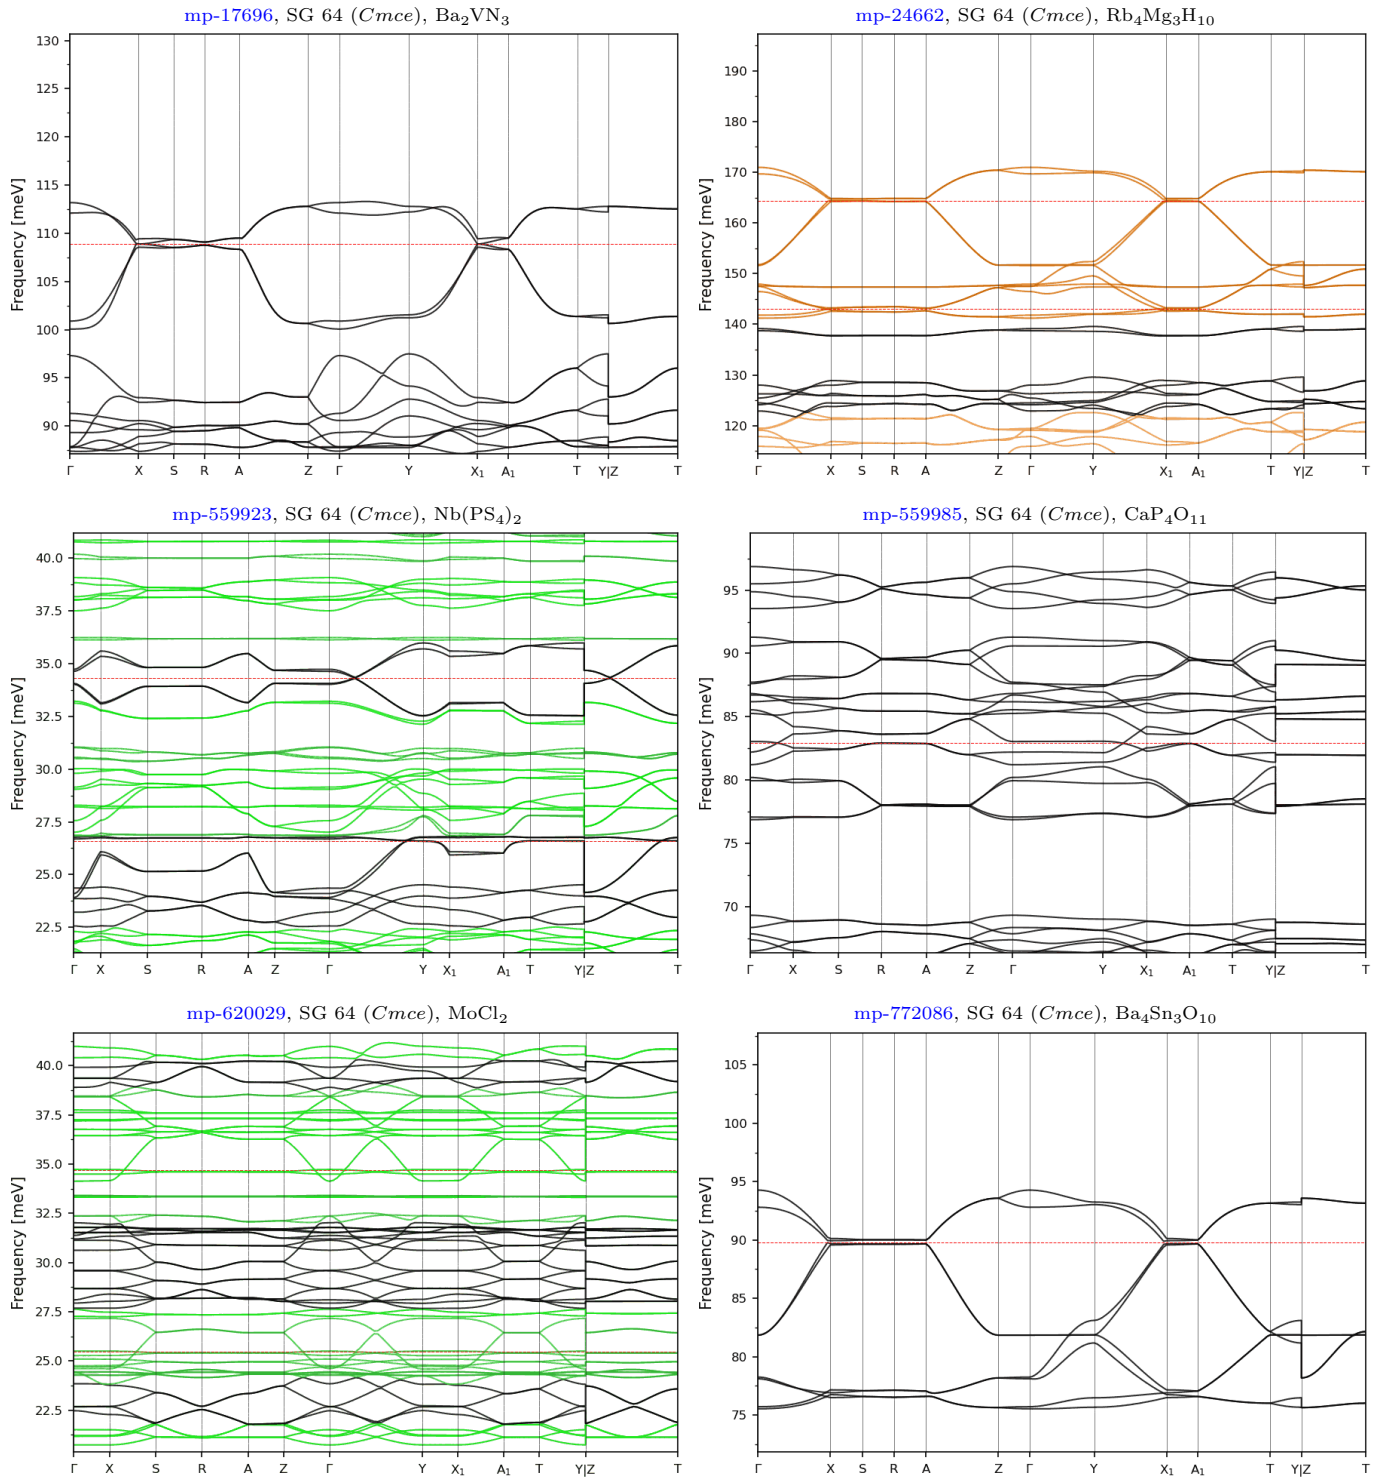 mp-17696, SG 64 (Cmce), Ba₂VN₃
Frequency [meV]
130
125
120
115
110
105
100
95
90
Γ X S R A Z Γ Y X₁ A₁ T Y|Z T
mp-24662, SG 64 (Cmce), Rb₄Mg₃H₁₀
Frequency [meV]
190
180
170
160
150
140
130
120
Γ X S R A Z Γ Y X₁ A₁ T Y|Z T
mp-559923, SG 64 (Cmce), Nb(PS₄)₂
Frequency [meV]
40.0
37.5
35.0
32.5
30.0
27.5
25.0
22.5
Γ X S R A Z Γ Y X₁ A₁ T Y|Z T
mp-559985, SG 64 (Cmce), CaP₄O₁₁
Frequency [meV]
95
90
85
80
75
70
Γ X S R A Z Γ Y X₁ A₁ T Y|Z T
mp-620029, SG 64 (Cmce), MoCl₂
Frequency [meV]
40.0
37.5
35.0
32.5
30.0
27.5
25.0
22.5
Γ X S R A Z Γ Y X₁ A₁ T Y|Z T
mp-772086, SG 64 (Cmce), Ba₄Sn₃O₁₀
Frequency [meV]
105
100
95
90
85
80
75
Γ X S R A Z Γ Y X₁ A₁ T Y|Z T